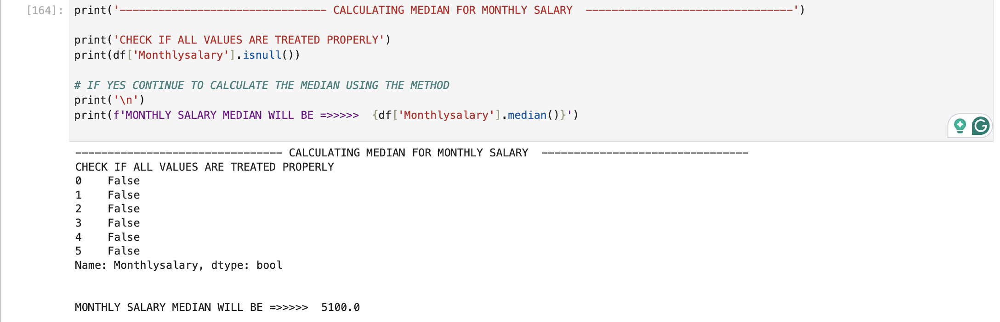 [164]: print('-------------------------------- CALCULATING MEDIAN FOR MONTHLY SALARY  --------------------------------')
print('CHECK IF ALL VALUES ARE TREATED PROPERLY')
print(df['Monthlysalary'].isnull())
# IF YES CONTINUE TO CALCULATE THE MEDIAN USING THE METHOD
print('\n')
print(f'MONTHLY SALARY MEDIAN WILL BE =>>>>>  {df['Monthlysalary'].median()}')
-------------------------------- CALCULATING MEDIAN FOR MONTHLY SALARY  --------------------------------
CHECK IF ALL VALUES ARE TREATED PROPERLY
0    False
1    False
2    False
3    False
4    False
5    False
Name: Monthlysalary, dtype: bool
MONTHLY SALARY MEDIAN WILL BE =>>>>>  5100.0